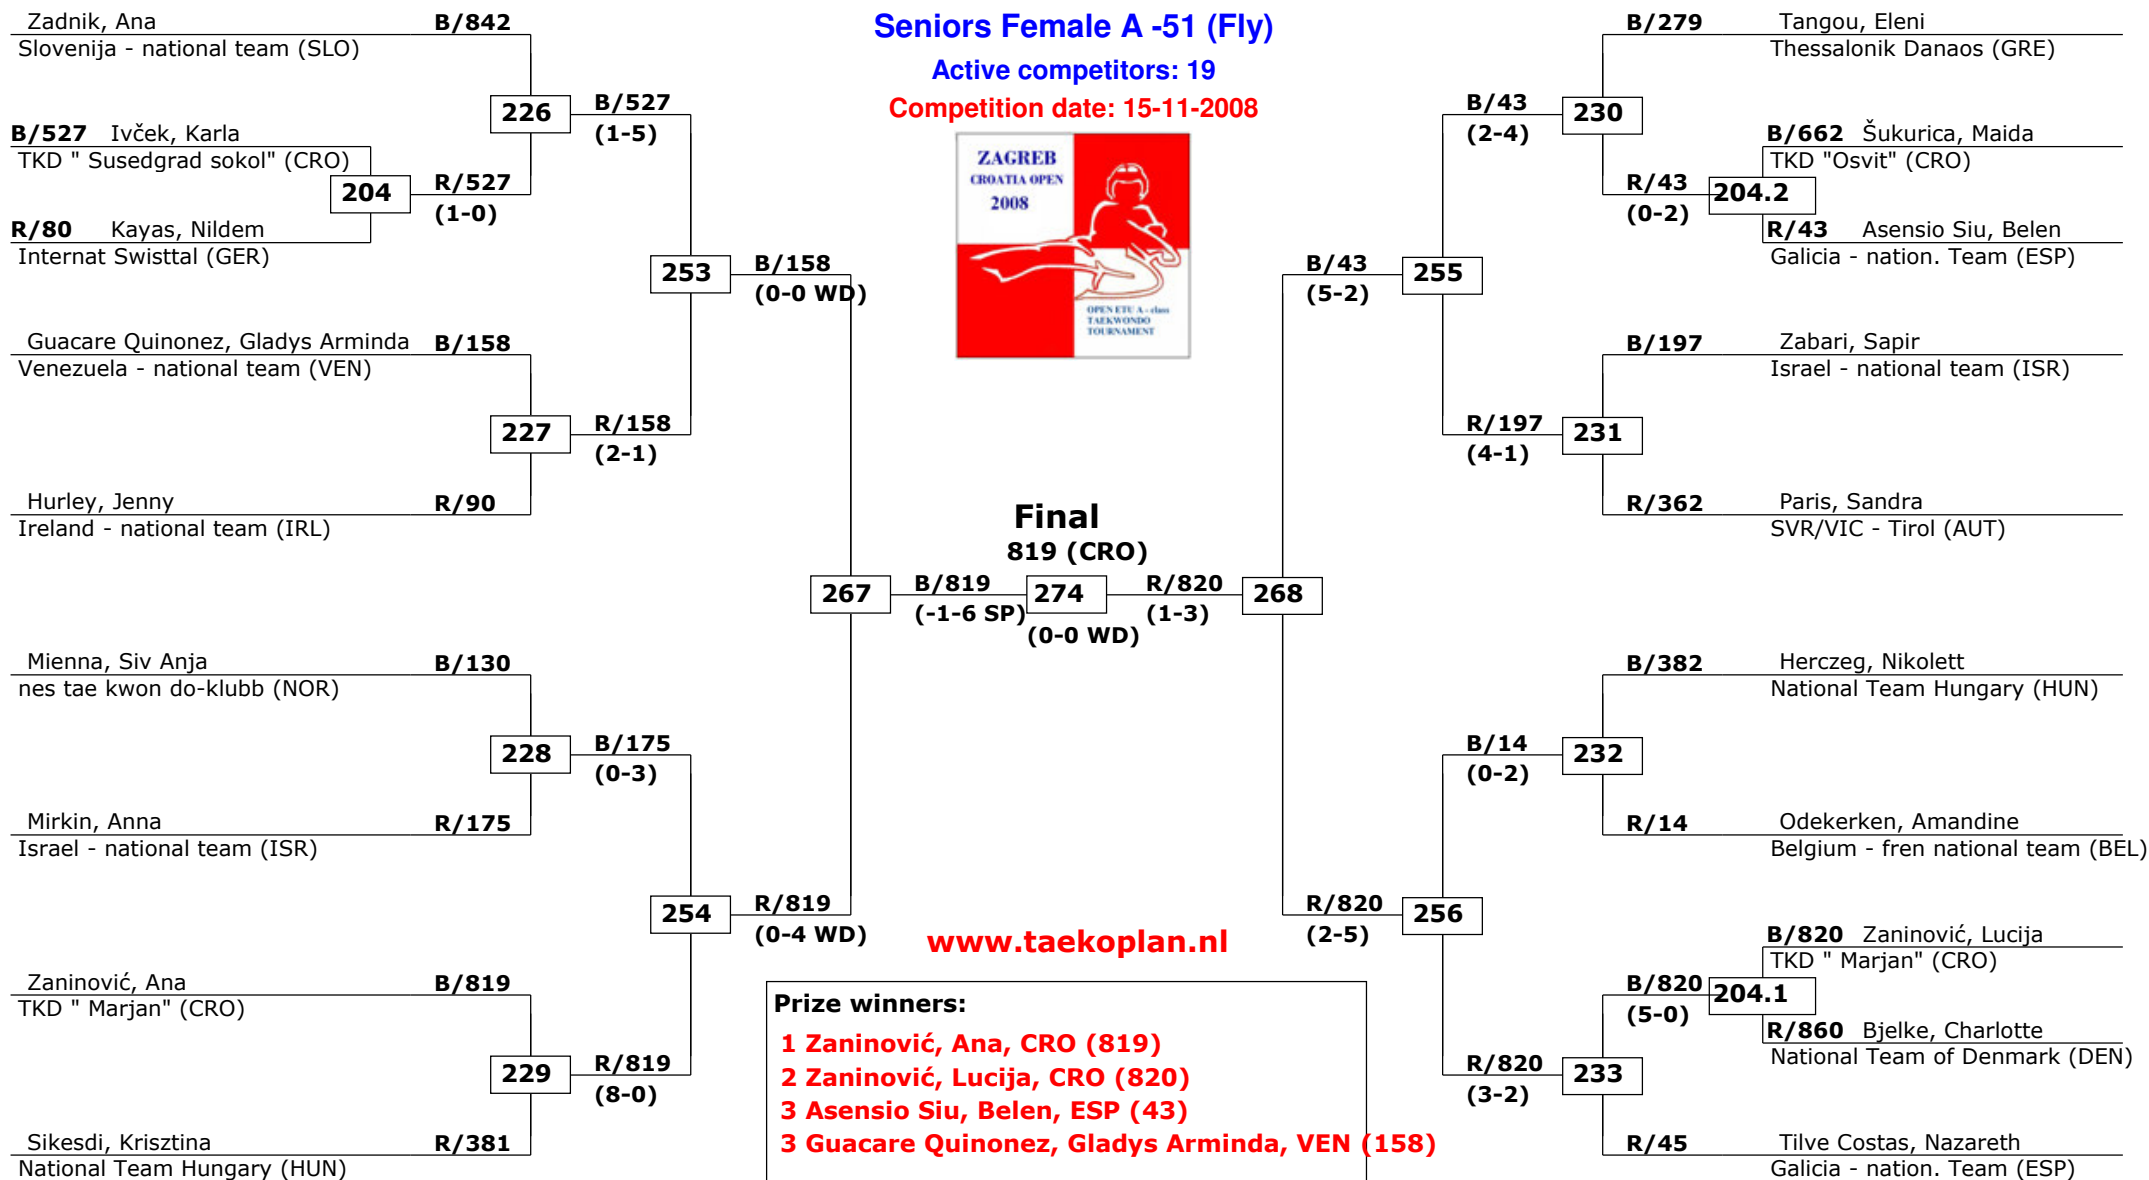 Seniors Female A -51 (Fly)
Active competitors: 19
Competition date: 15-11-2008
ZAGREB
CROATIA OPEN
2008
OPEN ETU A - class
TAEKWONDO
TOURNAMENT
Zadnik, Ana B/842
Slovenija - national team (SLO)
226
B/527
(1-5)
B/527 Ivček, Karla
TKD " Susedgrad sokol" (CRO)
204
R/527
(1-0)
R/80 Kayas, Nildem
Internat Swisttal (GER)
253
B/158
(0-0 WD)
Guacare Quinonez, Gladys Arminda B/158
Venezuela - national team (VEN)
227
R/158
(2-1)
Hurley, Jenny R/90
Ireland - national team (IRL)
267
B/819
(-1-6 SP)
Mienna, Siv Anja B/130
nes tae kwon do-klubb (NOR)
228
B/175
(0-3)
Mirkin, Anna R/175
Israel - national team (ISR)
254
R/819
(0-4 WD)
Zaninović, Ana B/819
TKD " Marjan" (CRO)
229
R/819
(8-0)
Sikesdi, Krisztina R/381
National Team Hungary (HUN)
Final
819 (CRO)
274
(0-0 WD)
R/820
(1-3)
268
B/279 Tangou, Eleni
Thessalonik Danaos (GRE)
B/43
(2-4)
230
B/662 Šukurica, Maida
TKD "Osvit" (CRO)
R/43
(0-2)
204.2
R/43 Asensio Siu, Belen
Galicia - nation. Team (ESP)
B/43
(5-2)
255
B/197 Zabari, Sapir
Israel - national team (ISR)
R/197
(4-1)
231
R/362 Paris, Sandra
SVR/VIC - Tirol (AUT)
B/382 Herczeg, Nikolett
National Team Hungary (HUN)
B/14
(0-2)
232
R/14 Odekerken, Amandine
Belgium - fren national team (BEL)
R/820
(2-5)
256
B/820 Zaninović, Lucija
TKD " Marjan" (CRO)
B/820
(5-0)
204.1
R/860 Bjelke, Charlotte
National Team of Denmark (DEN)
R/820
(3-2)
233
R/45 Tilve Costas, Nazareth
Galicia - nation. Team (ESP)
www.taekoplan.nl
Prize winners:
1 Zaninović, Ana, CRO (819)
2 Zaninović, Lucija, CRO (820)
3 Asensio Siu, Belen, ESP (43)
3 Guacare Quinonez, Gladys Arminda, VEN (158)